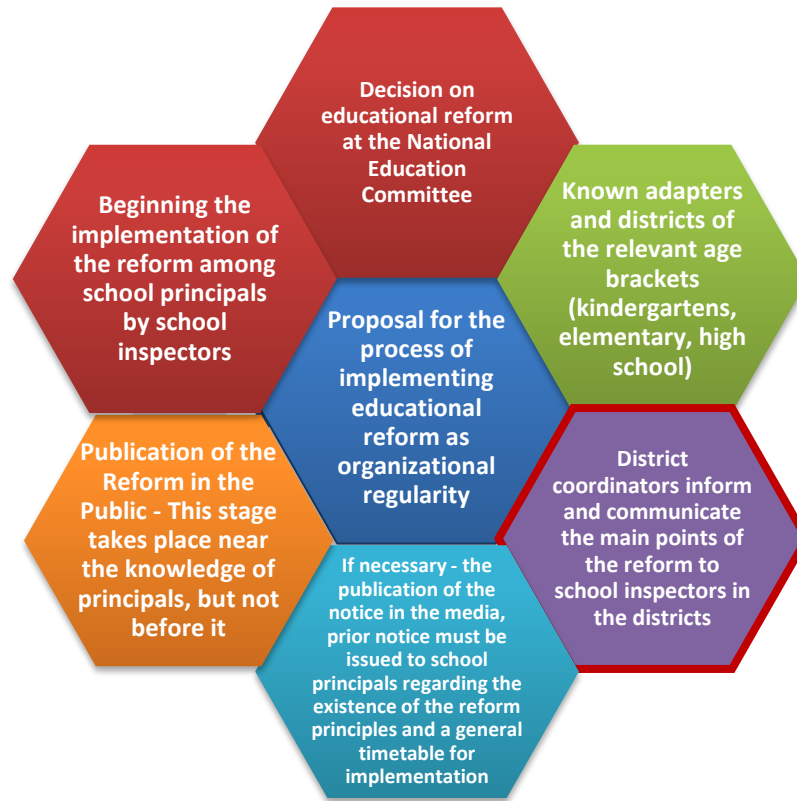 Decision on
educational reform
at the National
Education
Committee
Known adapters
and districts of
the relevant age
brackets
(kindergartens,
elementary, high
school)
District
coordinators inform
and communicate
the main points of
the reform to
school inspectors in
the districts
If necessary - the
publication of the
notice in the media,
prior notice must be
issued to school
principals regarding the
existence of the reform
principles and a general
timetable for
implementation
Publication of the
Reform in the
Public - This stage
takes place near
the knowledge of
principals, but not
before it
Beginning the
implementation of
the reform among
school principals
by school
inspectors
Proposal for the
process of
implementing
educational
reform as
organizational
regularity